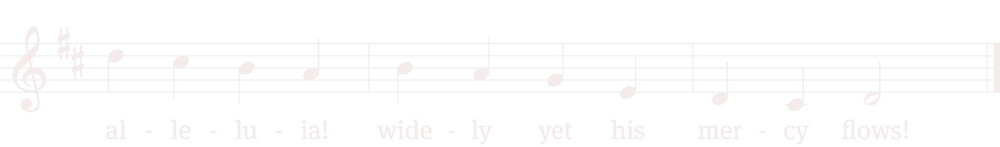 al - le - lu - ia! wide - ly yet his mer - cy flows!